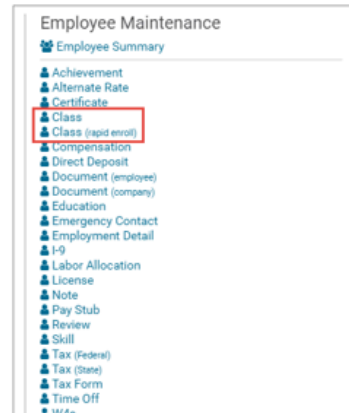 Employee Maintenance
Employee Summary
Achievement
Alternate Rate
Certificate
Class
Class (rapid enroll)
Compensation
Direct Deposit
Document (employee)
Document (company)
Education
Emergency Contact
Employment Detail
I-9
Labor Allocation
License
Note
Pay Stub
Review
Skill
Tax (Federal)
Tax (State)
Tax Form
Time Off